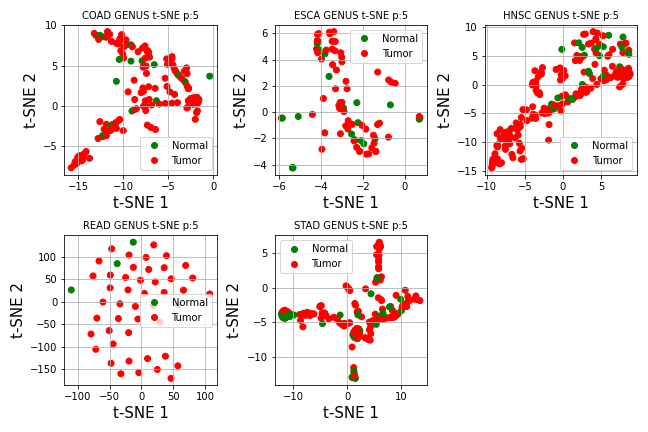 COAD GENUS t-SNE p:5
10
5
0
−5
t-SNE 2
−15
−10
−5
0
t-SNE 1
Normal
Tumor
ESCA GENUS t-SNE p:5
6
4
2
0
−2
−4
t-SNE 2
−6
−4
−2
0
t-SNE 1
Normal
Tumor
HNSC GENUS t-SNE p:5
10
5
0
−5
−10
−15
t-SNE 2
−10
−5
0
5
t-SNE 1
Normal
Tumor
READ GENUS t-SNE p:5
150
100
50
0
−50
−100
−150
t-SNE 2
−100
−50
0
50
100
t-SNE 1
Normal
Tumor
STAD GENUS t-SNE p:5
5
0
−5
−10
t-SNE 2
−10
0
10
t-SNE 1
Normal
Tumor